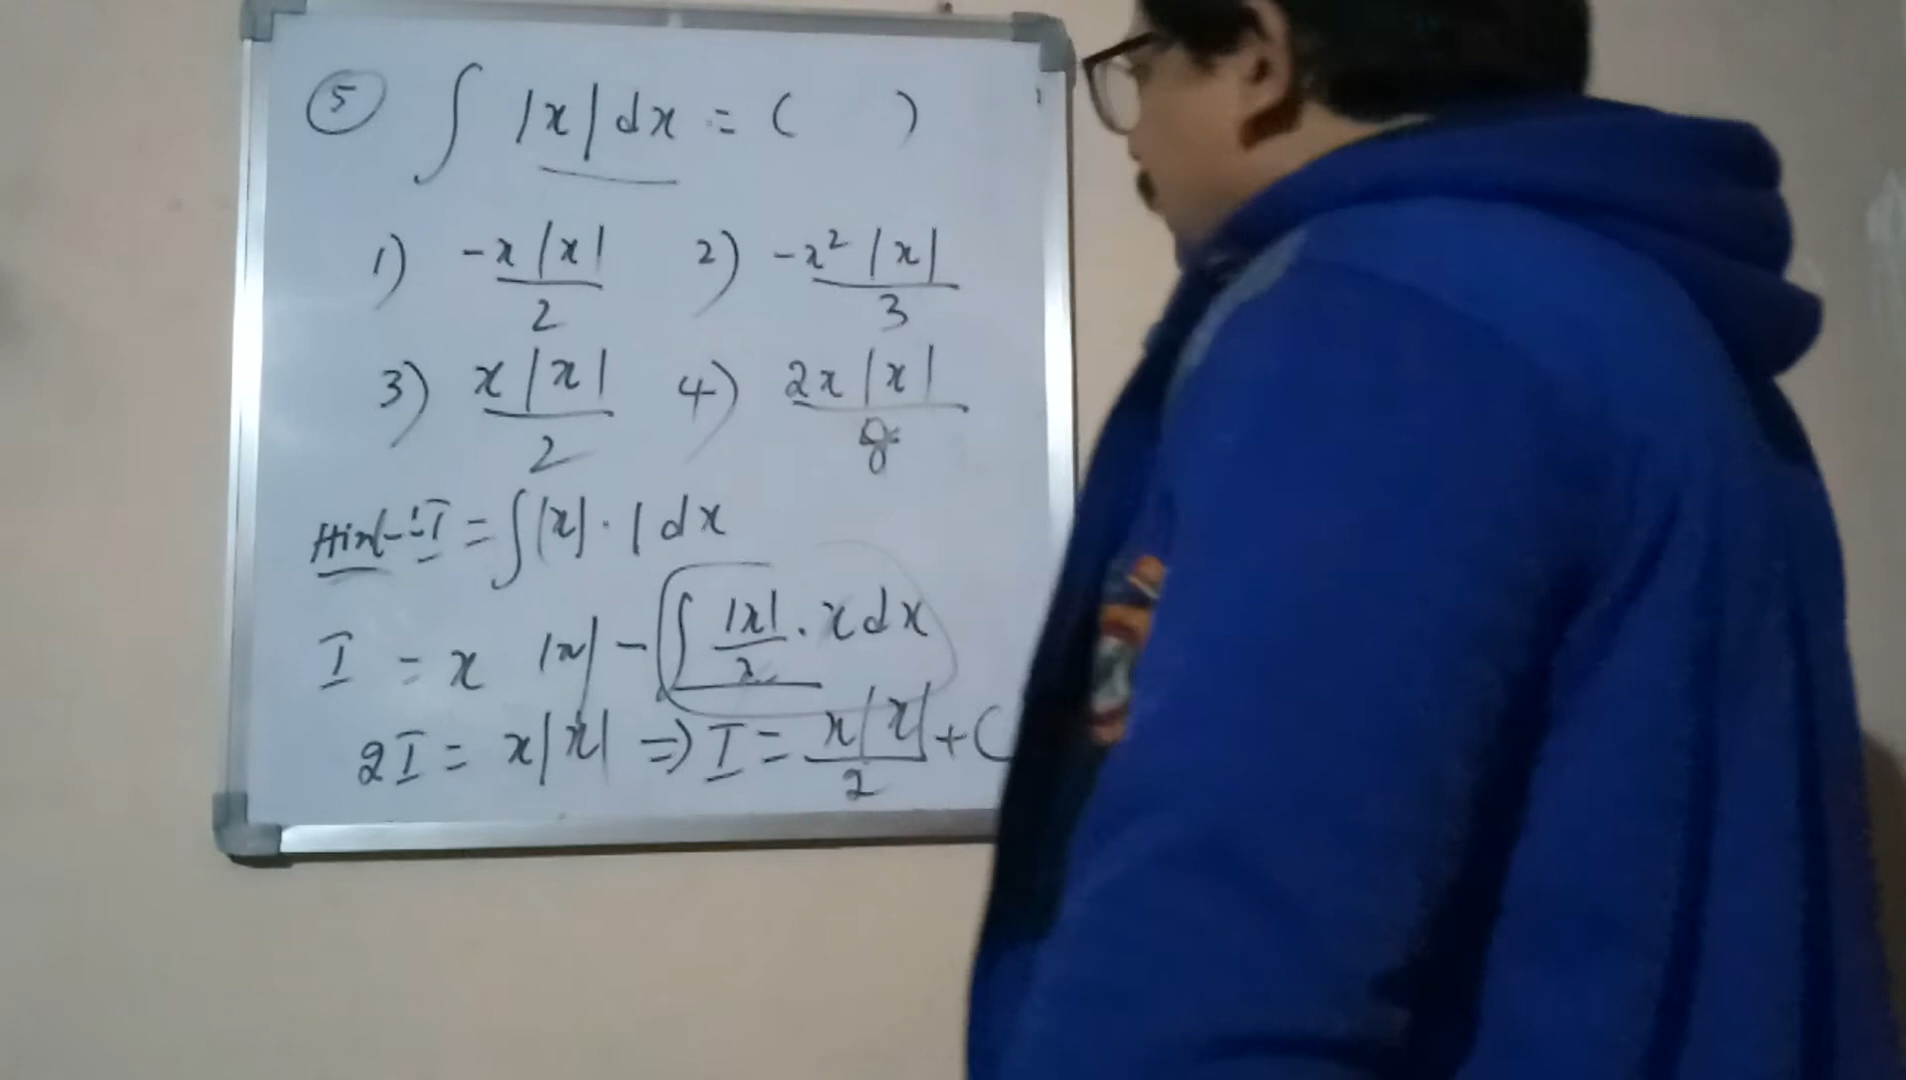 5 ∫ |x| dx = ( )
1) -x|x|/2 2) -x²|x|/3
3) x|x|/2 4) 2x|x|/8
Hint:- I = ∫|x|. 1 dx
I = x |x| - ∫ |x|/x . x dx
2I = x|x| => I = x|x|/2 + C